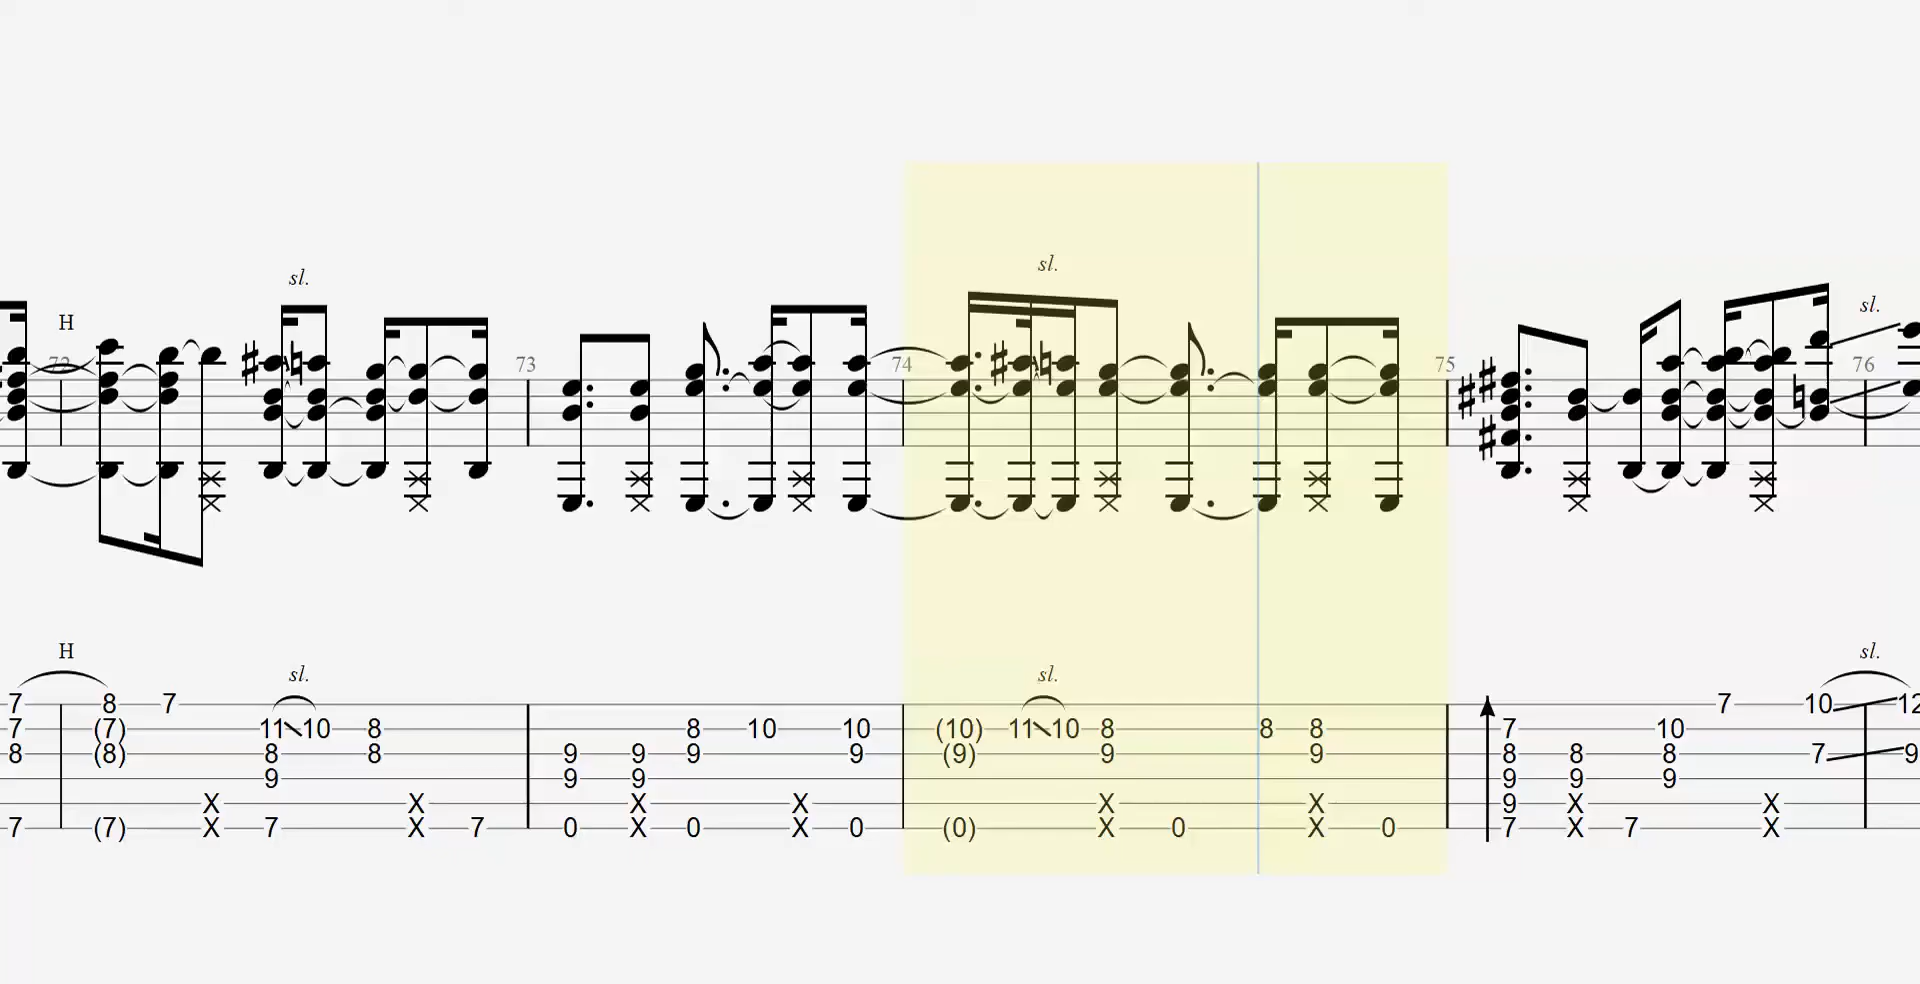 sl.
sl.
sl.
H
72 73 74 75 76
H
sl.
sl.
sl.
7 8 7 7 10 12
7 (7) 11 10 8 8 10 10 (10) 11 10 8 8 8 7 10
8 (8) 8 8 9 9 9 9 (9) 9 9 8 8 8 7 9
9 9 9 9 9 9
X X X X X X 9 X X
7 (7) X 7 X 7 0 X 0 X 0 (0) X 0 X 0 7 X 7 X